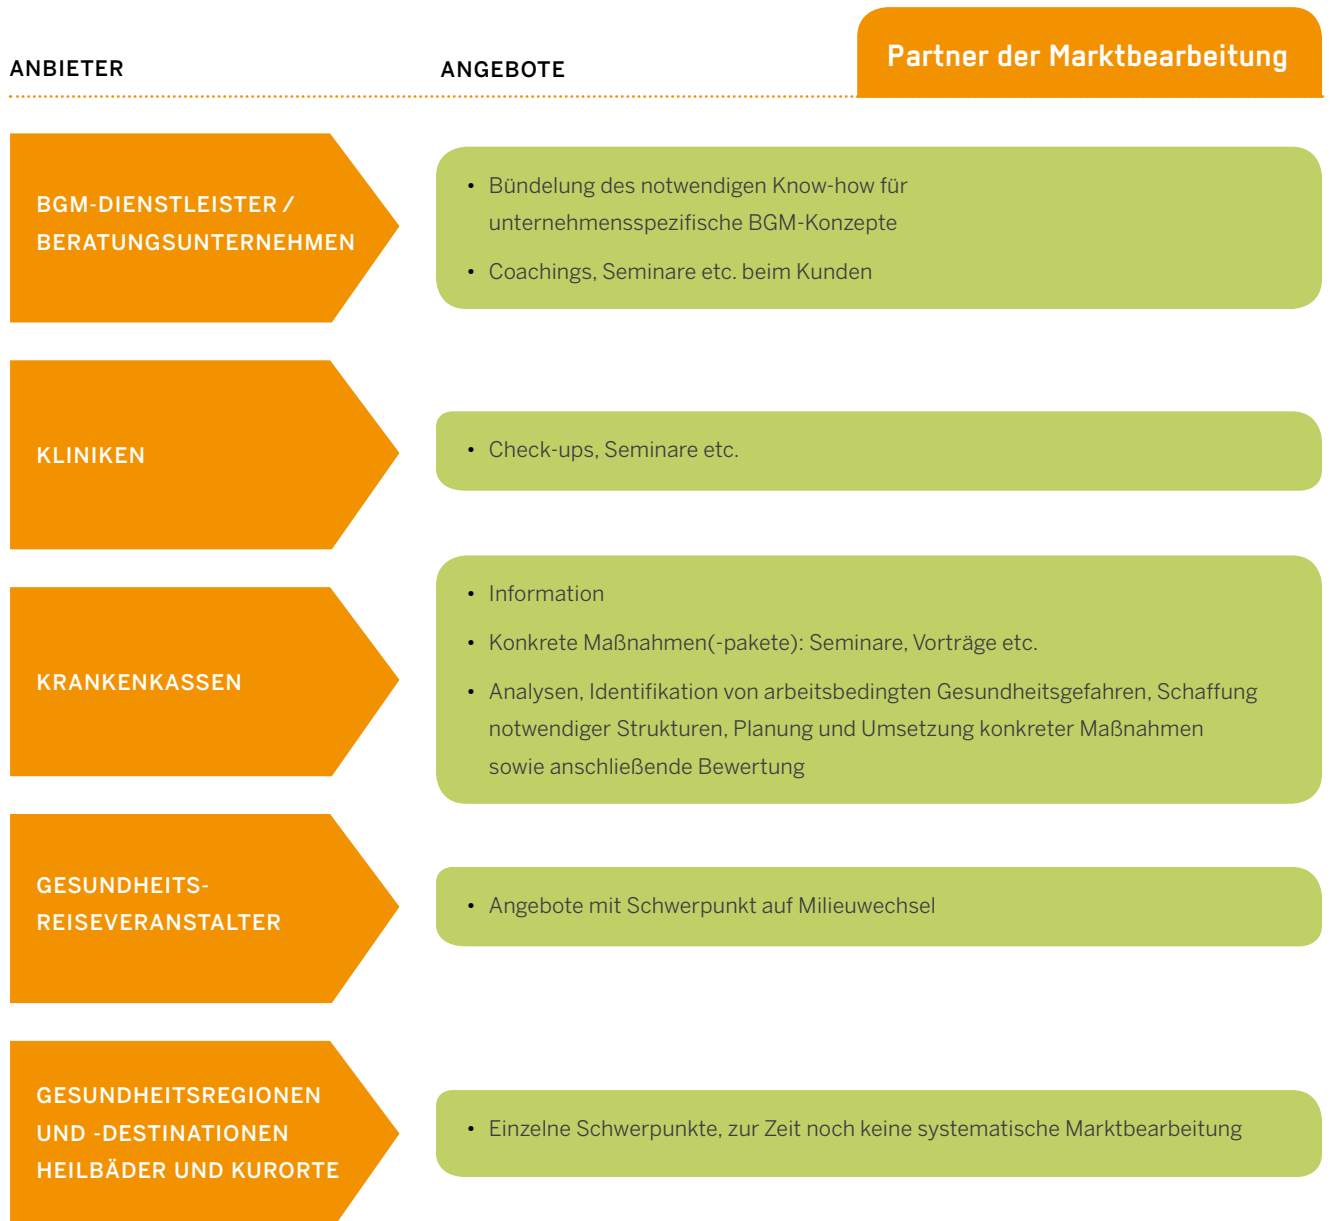 Partner der Marktbearbeitung
ANBIETER
ANGEBOTE
BGM-DIENSTLEISTER /
BERATUNGSUNTERNEHMEN
• Bündelung des notwendigen Know-how für
unternehmensspezifische BGM-Konzepte
• Coachings, Seminare etc. beim Kunden
KLINIKEN
• Check-ups, Seminare etc.
KRANKENKASSEN
• Information
• Konkrete Maßnahmen(-pakete): Seminare, Vorträge etc.
• Analysen, Identifikation von arbeitsbedingten Gesundheitsgefahren, Schaffung
notwendiger Strukturen, Planung und Umsetzung konkreter Maßnahmen
sowie anschließende Bewertung
GESUNDHEITS-
REISEVERANSTALTER
• Angebote mit Schwerpunkt auf Milieuwechsel
GESUNDHEITSREGIONEN
UND -DESTINATIONEN
HEILBÄDER UND KURORTE
• Einzelne Schwerpunkte, zur Zeit noch keine systematische Marktbearbeitung